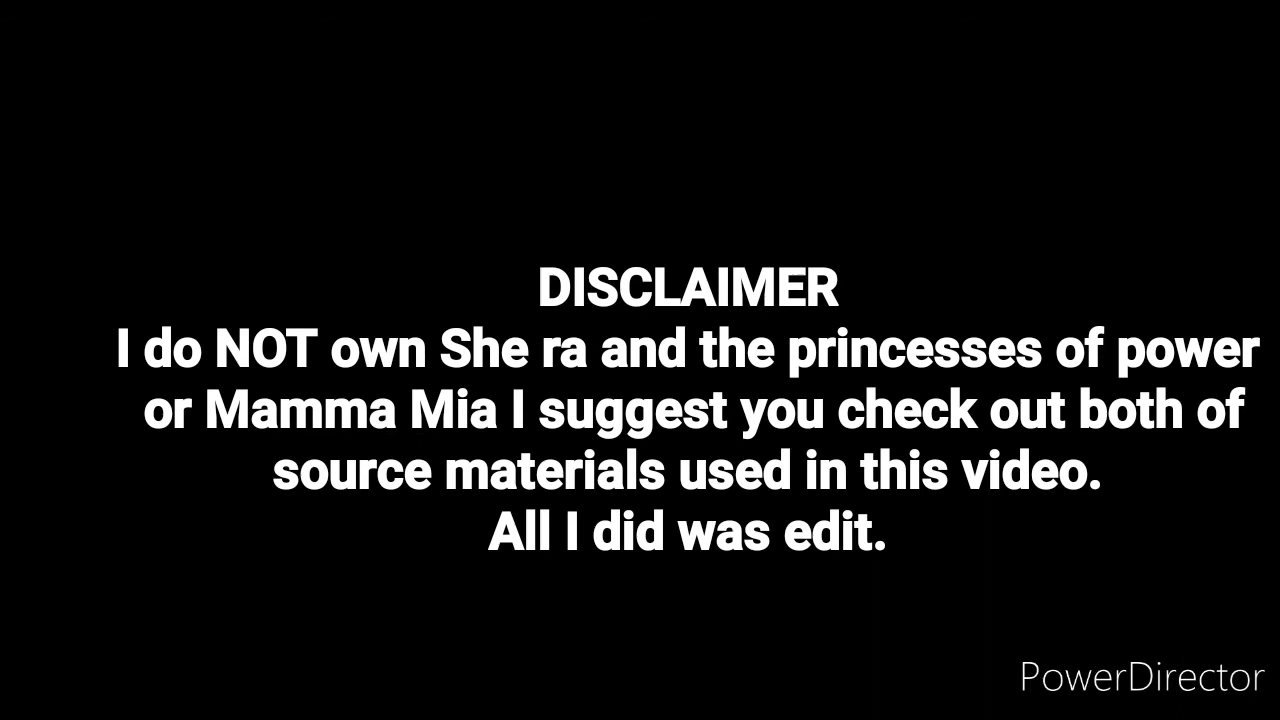 DISCLAIMER
I do NOT own She ra and the princesses of power
or Mamma Mia I suggest you check out both of
source materials used in this video.
All I did was edit.
PowerDirector